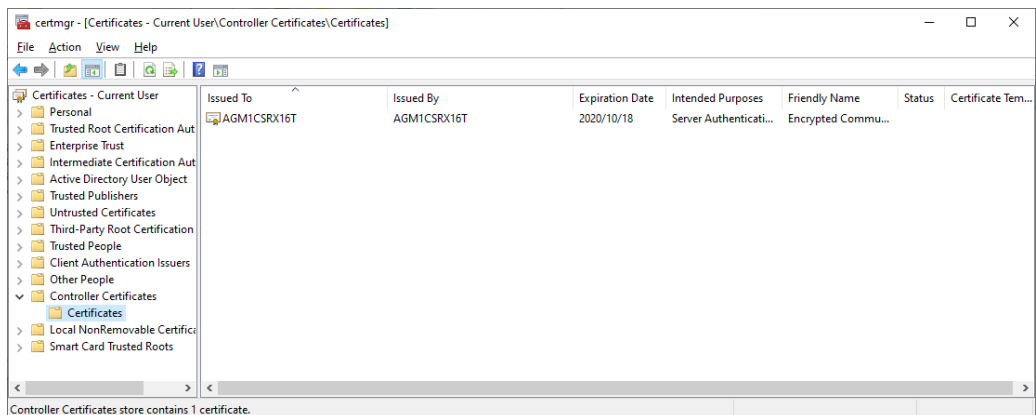 certmgr - [Certificates - Current User\Controller Certificates\Certificates]
File Action View Help
Certificates - Current User
Personal
Trusted Root Certification Aut
Enterprise Trust
Intermediate Certification Aut
Active Directory User Object
Trusted Publishers
Untrusted Certificates
Third-Party Root Certification
Trusted People
Client Authentication Issuers
Other People
Controller Certificates
Certificates
Local NonRemovable Certifica
Smart Card Trusted Roots
Issued To Issued By Expiration Date Intended Purposes Friendly Name Status Certificate Tem...
AGM1CSRX16T AGM1CSRX16T 2020/10/18 Server Authenticati... Encrypted Commu...
Controller Certificates store contains 1 certificate.